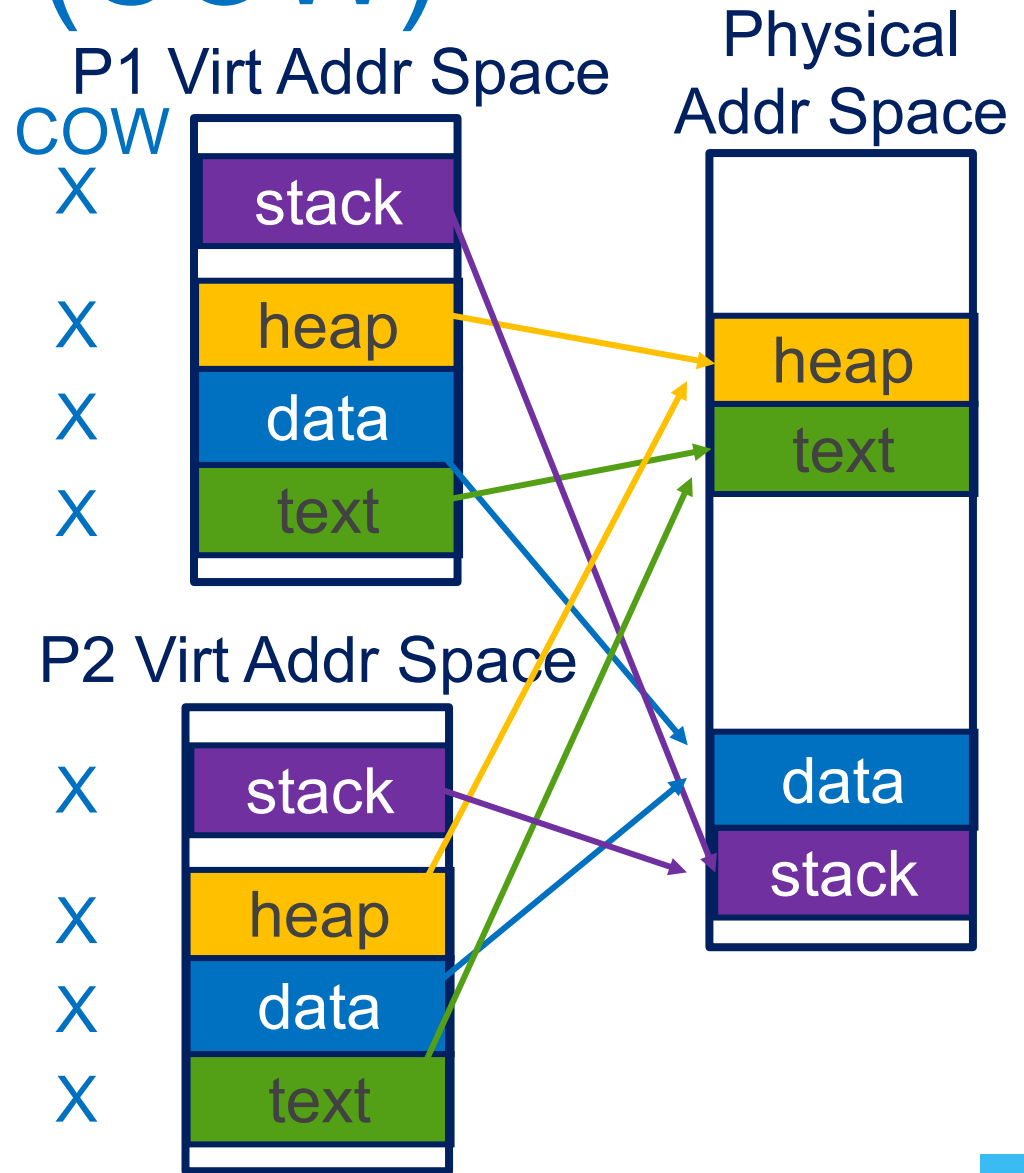 (COW)
P1 Virt Addr Space
COW
X stack
X heap
X data
X text
P2 Virt Addr Space
X stack
X heap
X data
X text
Physical
Addr Space
heap
text
data
stack